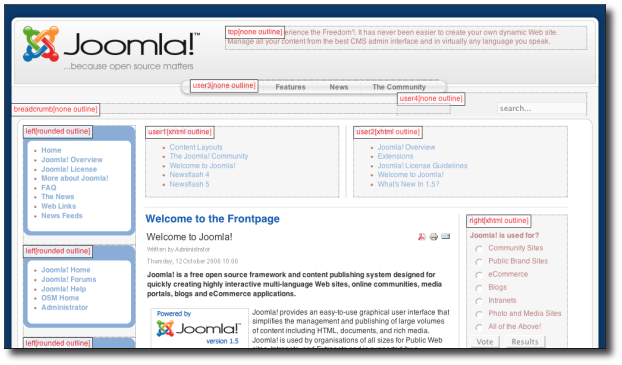 Joomla!™
...because open source matters
top[none outline]
erience the Freedom!. It has never been easier to create your own dynamic Web site.
Manage all your content from the best CMS admin interface and in virtually any language you speak.
user3[none outline]
Features
News
The Community
user4[none outline]
breadcrumb[none outline]
search...
left[rounded outline]
Home
Joomla! Overview
Joomla! License
More about Joomla!
FAQ
The News
Web Links
News Feeds
left[rounded outline]
Joomla! Home
Joomla! Forums
Joomla! Help
OSM Home
Administrator
left[rounded outline]
user1[xhtml outline]
Content Layouts
The Joomla! Community
Welcome to Joomla!
Newsflash 4
Newsflash 5
user2[xhtml outline]
Joomla! Overview
Extensions
Joomla! License Guidelines
Welcome to Joomla!
What's New In 1.5?
Welcome to the Frontpage
Welcome to Joomla!
Written by Administrator
Thursday, 12 October 2006 10:00
Joomla! is a free open source framework and content publishing system designed for
quickly creating highly interactive multi-language Web sites, online communities, media
portals, blogs and eCommerce applications.
Powered by
Joomla!™
version 1.5
Joomla! provides an easy-to-use graphical user interface that
simplifies the management and publishing of large volumes
of content including HTML, documents, and rich media.
Joomla! is used by organisations of all sizes for Public Web
right[xhtml outline]
Joomla! is used for?
Community Sites
Public Brand Sites
eCommerce
Blogs
Intranets
Photo and Media Sites
All of the Above!
Vote
Results